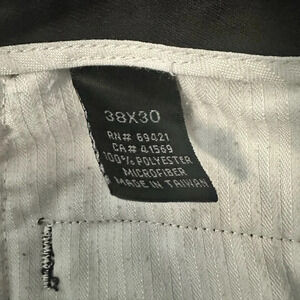 38X30
RN# 69421
CA# 41569
100% POLYESTER
MICROFIBER
MADE IN TAIWAN